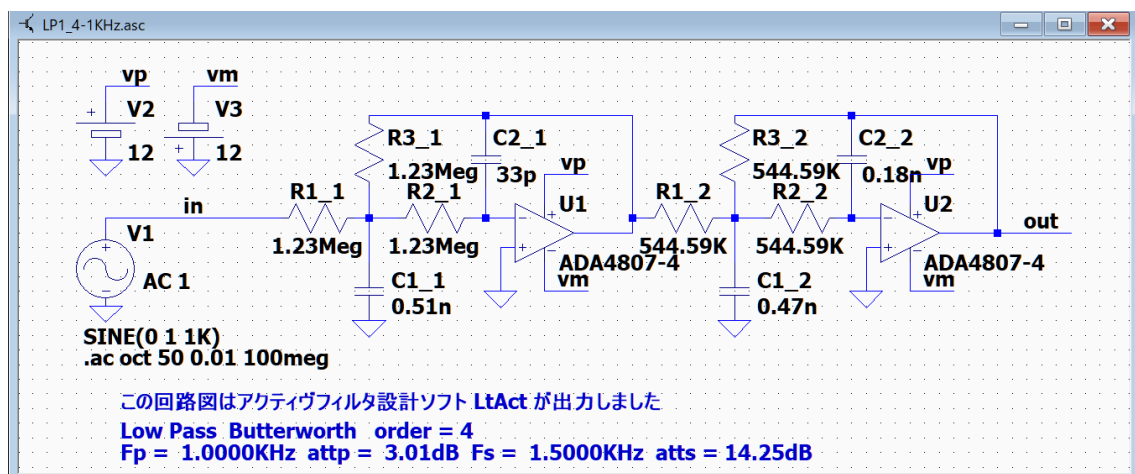 LP1_4-1KHz.asc
vp vm
V2 V3
12 12
in
V1
AC 1
SINE(0 1 1K)
.ac oct 50 0.01 100meg
R1_1
1.23Meg
R3_1
1.23Meg
R2_1
1.23Meg
C2_1
33p
C1_1
0.51n
vp
U1
ADA4807-4
vm
R1_2
544.59K
R3_2
544.59K
R2_2
544.59K
C2_2
0.18n
C1_2
0.47n
vp
U2
ADA4807-4
vm
out
この回路図はアクティヴフィルタ設計ソフト LtAct が出力しました
Low Pass Butterworth order = 4
Fp = 1.0000KHz attp = 3.01dB Fs = 1.5000KHz atts = 14.25dB